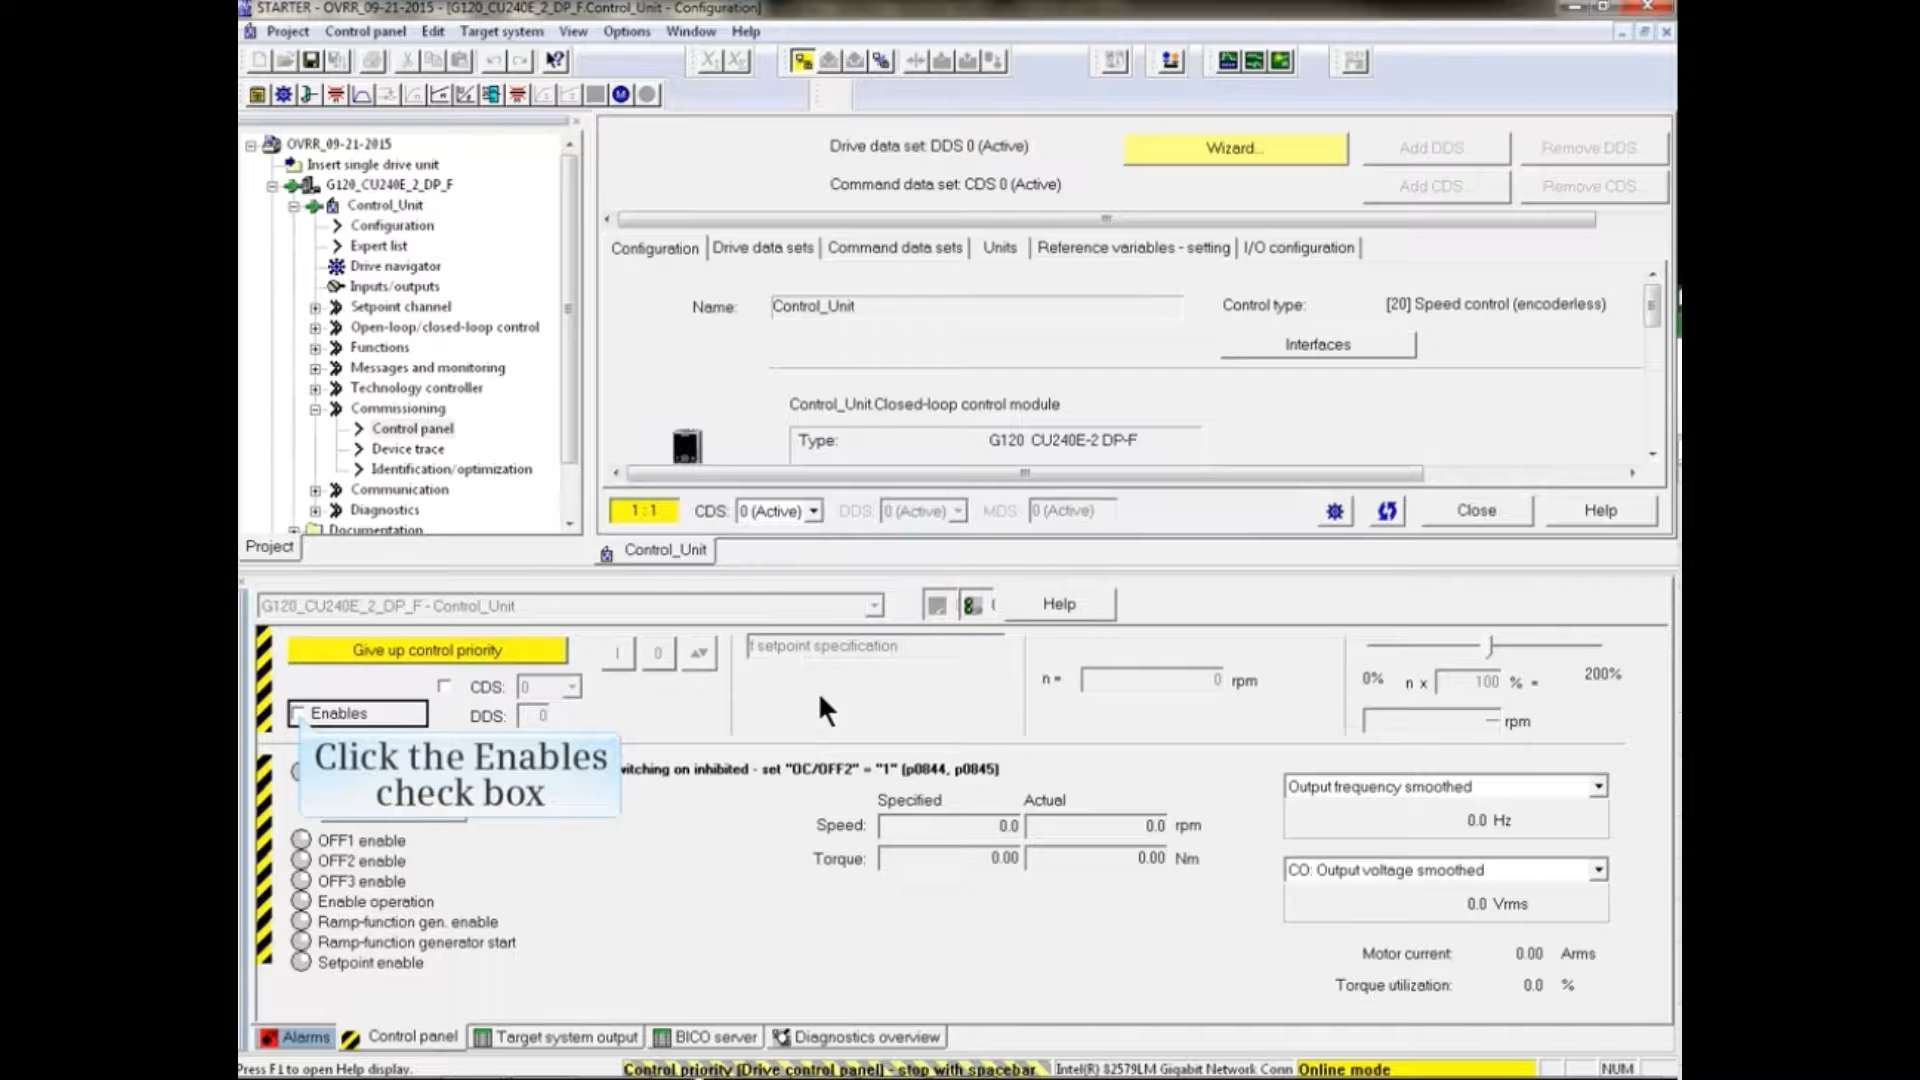 STARTER - OVRR_09-21-2015 - [G120_CU240E_2_DP_F.Control_Unit - Configuration]
Project Control panel Edit Target system View Options Window Help
OVRR_09-21-2015
Insert single drive unit
G120_CU240E_2_DP_F
Control_Unit
Configuration
Expert list
Drive navigator
Inputs/outputs
Setpoint channel
Open-loop/closed-loop control
Functions
Messages and monitoring
Technology controller
Commissioning
Control panel
Device trace
Identification/optimization
Communication
Diagnostics
Documentation
Project
Drive data set: DDS 0 (Active) Wizard... Add DDS... Remove DDS...
Command data set: CDS 0 (Active) Add CDS... Remove CDS...
Configuration Drive data sets Command data sets Units Reference variables - setting I/O configuration
Name: Control_Unit Control type: [20] Speed control (encoderless)
Interfaces
Control_Unit.Closed-loop control module
Type: G120 CU240E-2 DP-F
1 : 1 CDS: 0 (Active) DDS: 0 (Active) MDS: 0 (Active) Close Help
Control_Unit
G120_CU240E_2_DP_F - Control_Unit Help
Give up control priority I 0 f setpoint specification
n = 0 rpm 0% n x 100 % = 200%
CDS: 0
Enables DDS: 0 --- rpm
Click the Enables
check box
witching on inhibited - set "OC/OFF2" = "1" (p0844, p0845)
Specified Actual
Speed: 0.0 0.0 rpm
Torque: 0.00 0.00 Nm
Output frequency smoothed
0.0 Hz
CO: Output voltage smoothed
0.0 Vrms
Motor current: 0.00 Arms
Torque utilization: 0.0 %
OFF1 enable
OFF2 enable
OFF3 enable
Enable operation
Ramp-function gen. enable
Ramp-function generator start
Setpoint enable
Alarms Control panel Target system output BICO server Diagnostics overview
Press F1 to open Help display. Control priority [Drive control panel] - stop with spacebar Intel(R) 82579LM Gigabit Network Conn Online mode NUM